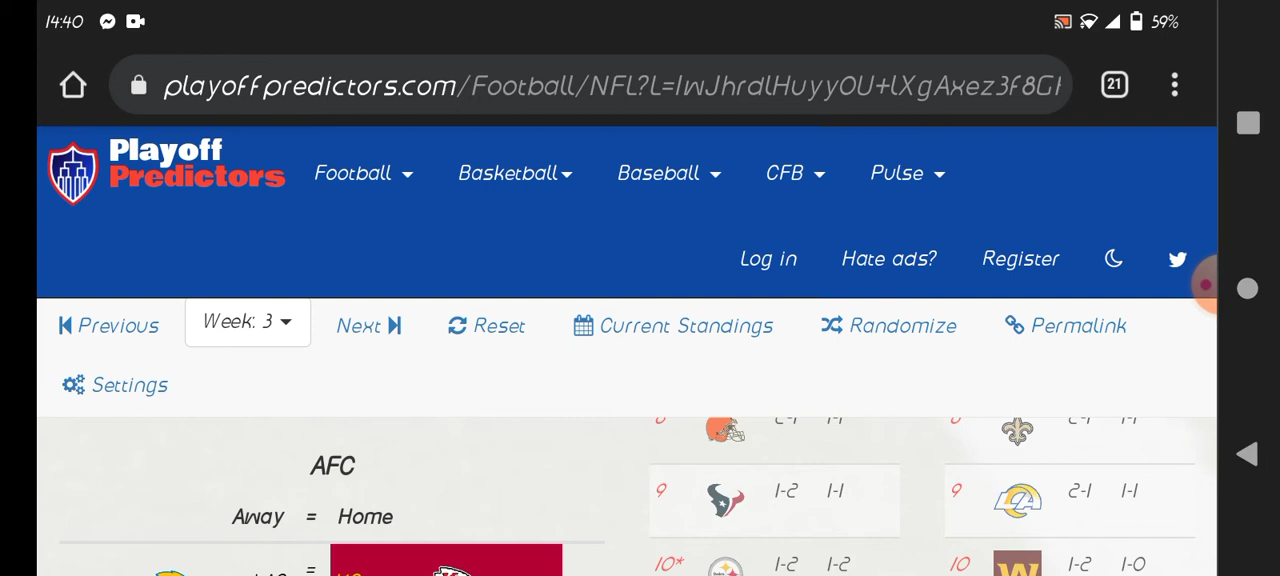 14:40 59%
playoffpredictors.com/Football/NFL?L=IwJhrdlHuyyOU+lXgAxez3f8G
21
Playoff
Predictors
Football Basketball Baseball CFB Pulse
Log in Hate ads? Register
Previous Week: 3 Next Reset Current Standings Randomize Permalink
Settings
AFC
9 1-2 1-1 9 2-1 1-1
Away = Home
10* 1-2 1-2 10 W 1-2 1-0